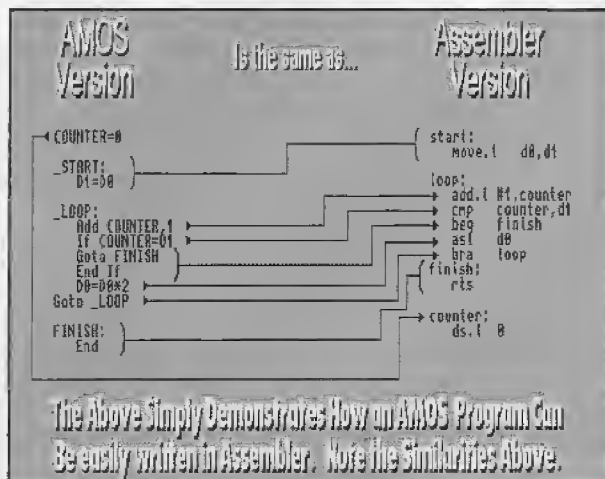 AMOS
Version
Is the same as...
Assembler
Version
COUNTER=0
_START:
D1=D0
_LOOP:
Add COUNTER,1
If COUNTER=D1
Goto FINISH
End If
D0=D0*2
Goto _LOOP
FINISH:
End
start:
move.l d0,d1
loop:
add.l #1,counter
cmp counter,d1
beq finish
asl d0
bra loop
finish:
rts
counter:
ds.l 0
The Above Simply Demonstrates How an AMOS Program Can
Be easily written in Assembler. Note the Similarities Above.